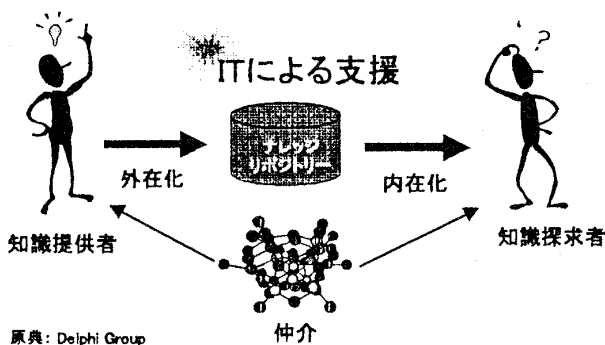 ITによる支援
?
ナレッジ
リポジトリー
外在化
内在化
知識提供者
知識探求者
仲介
原典: Delphi Group